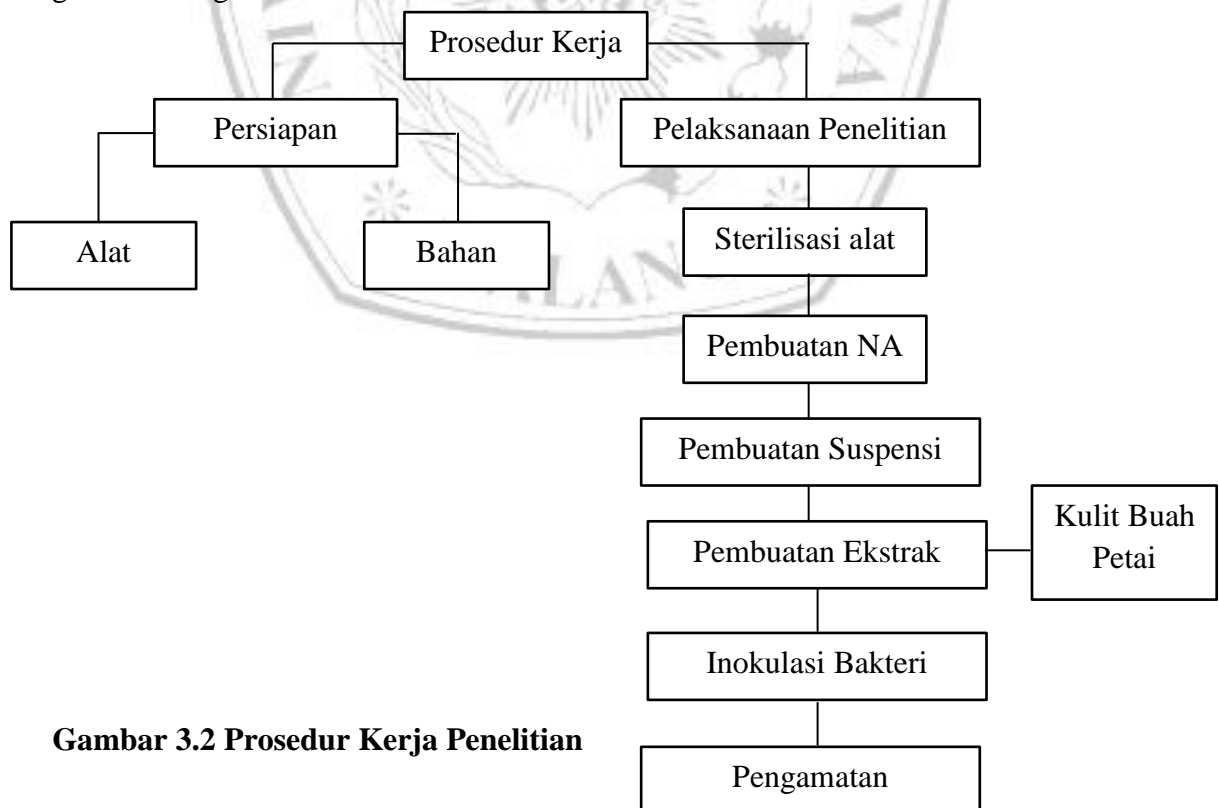 Prosedur Kerja
Persiapan
Pelaksanaan Penelitian
Alat
Bahan
Sterilisasi alat
Pembuatan NA
Pembuatan Suspensi
Pembuatan Ekstrak
Kulit Buah
Petai
Inokulasi Bakteri
Gambar 3.2 Prosedur Kerja Penelitian
Pengamatan